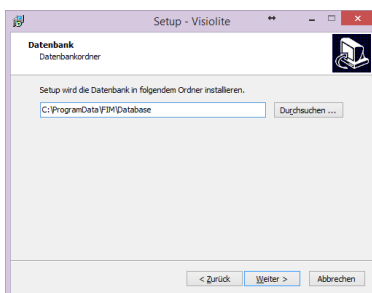 Setup - Visiolite
Datenbank
Datenbankordner
Setup wird die Datenbank in folgendem Ordner installieren.
C:\ProgramData\FIM\Database
Durchsuchen ...
< Zurück
Weiter >
Abbrechen